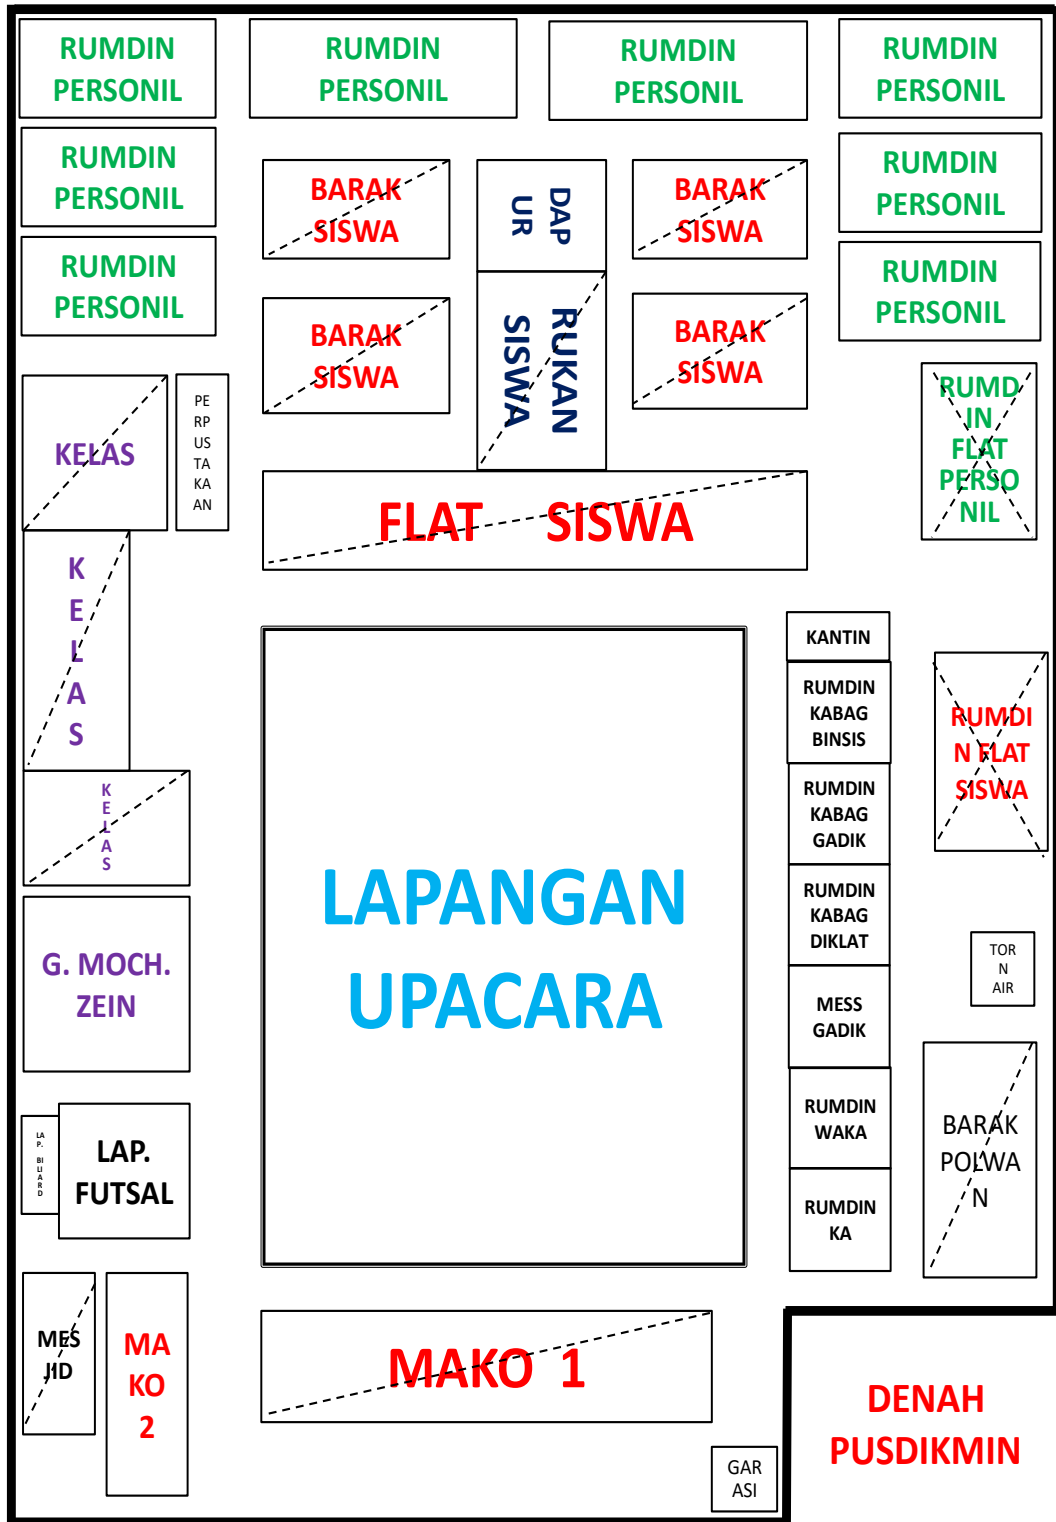 RUMDIN
PERSONIL
RUMDIN
PERSONIL
RUMDIN
PERSONIL
RUMDIN
PERSONIL
RUMDIN
PERSONIL
BARAK
SISWA
DAP
UR
BARAK
SISWA
RUMDIN
PERSONIL
RUMDIN
PERSONIL
BARAK
SISWA
RUKAN
SISWA
BARAK
SISWA
RUMDIN
PERSONIL
KELAS
PE
RP
US
TA
KA
AN
RUMD
IN
FLAT
PERSO
NIL
FLAT SISWA
K
E
L
A
S
KANTIN
RUMDIN
KABAG
BINSIS
RUMDI
N FLAT
SISWA
K
E
L
A
S
RUMDIN
KABAG
GADIK
LAPANGAN
UPACARA
RUMDIN
KABAG
DIKLAT
G. MOCH.
ZEIN
TOR
N
AIR
MESS
GADIK
LA
P.
BI
LI
A
R
D
LAP.
FUTSAL
RUMDIN
WAKA
BARAK
POLWA
N
RUMDIN
KA
MES
JID
MA
KO
2
MAKO 1
GAR
ASI
DENAH
PUSDIKMIN